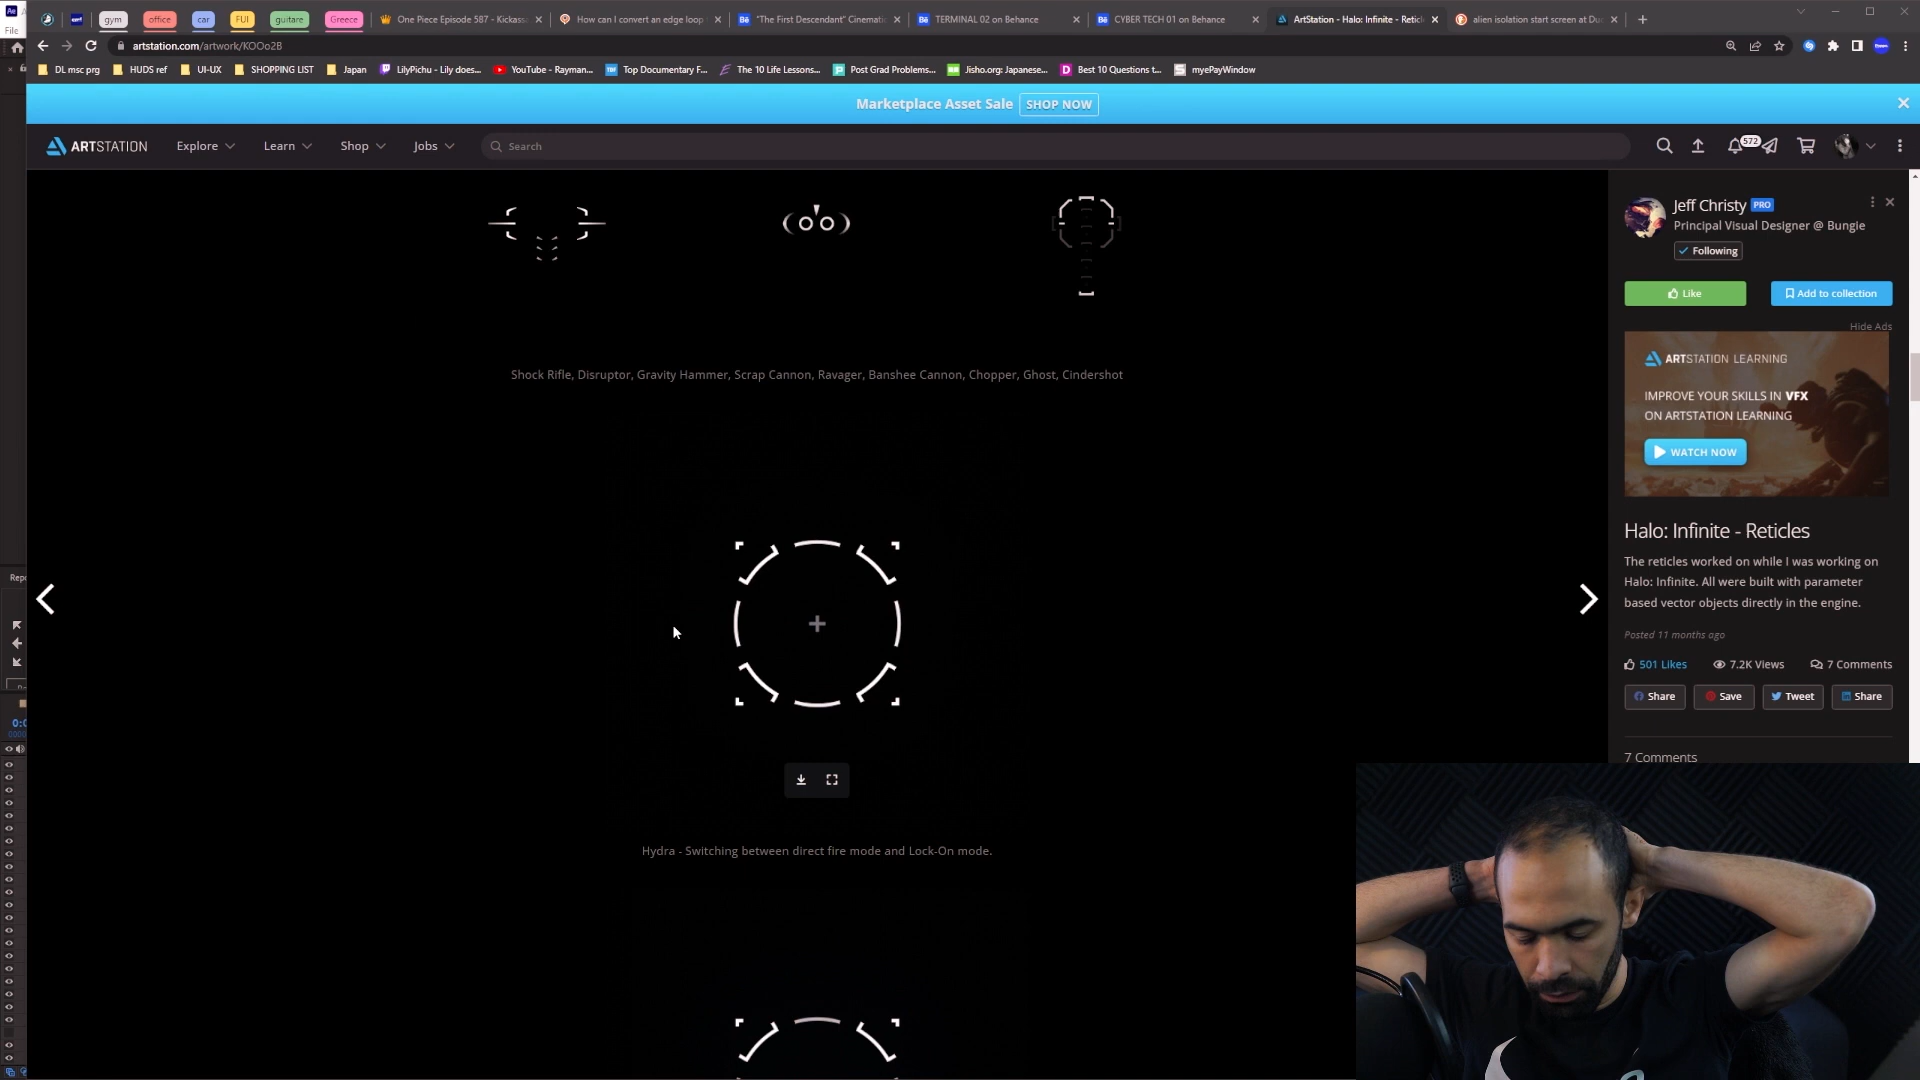 Ae
gym
office
car
FUI
guitare
Greece
One Piece Episode 587 - Kickass
How can I convert an edge loop
"The First Descendant" Cinematic
TERMINAL 02 on Behance
CYBER TECH 01 on Behance
ArtStation - Halo: Infinite - Reticl
alien isolation start screen at Du
File
artstation.com/artwork/KOOo2B
DL msc prg
HUDS ref
UI-UX
SHOPPING LIST
Japan
LilyPichu - Lily does...
YouTube - Rayman...
Top Documentary F...
The 10 Life Lessons...
Post Grad Problems...
Jisho.org: Japanese...
Best 10 Questions t...
myePayWindow
Marketplace Asset Sale
SHOP NOW
ARTSTATION
Explore
Learn
Shop
Jobs
Search
572
Jeff Christy PRO
Principal Visual Designer @ Bungie
Following
Like
Add to collection
Hide Ads
ARTSTATION LEARNING
IMPROVE YOUR SKILLS IN VFX
ON ARTSTATION LEARNING
WATCH NOW
Shock Rifle, Disruptor, Gravity Hammer, Scrap Cannon, Ravager, Banshee Cannon, Chopper, Ghost, Cindershot
Halo: Infinite - Reticles
The reticles worked on while I was working on
Halo: Infinite. All were built with parameter
based vector objects directly in the engine.
Posted 11 months ago
501 Likes
7.2K Views
7 Comments
Share
Save
Tweet
Share
7 Comments
Hydra - Switching between direct fire mode and Lock-On mode.